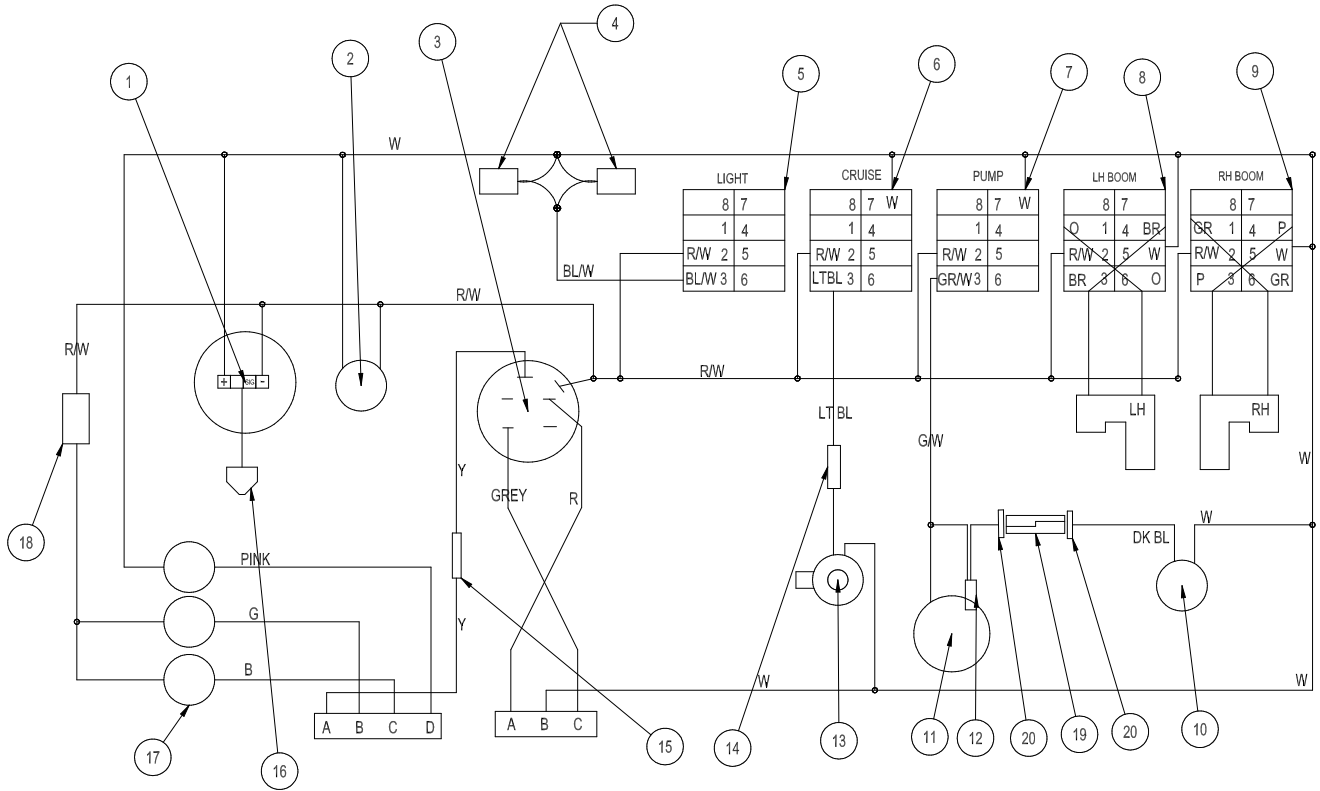 4
3
2
6
5
7
8
9
1
W
LIGHT
CRUISE
PUMP
LH BOOM
RH BOOM
8 7
8 7 W
8 7 W
8 7
8 7
1 4
1 4
1 4
O 1 4 BR
GR 1 4 P
R/W 2 5
R/W 2 5
R/W 2 5
R/W 2 5 W
R/W 2 5 W
BL/W
BL/W 3 6
LTBL 3 6
GR/W 3 6
BR 3 6 O
P 3 6 GR
R/W
R/W
R/W
+ SIG -
LH
RH
LT BL
G/W
W
Y
GREY
R
18
W
DK BL
PINK
G
Y
B
W
W
A B C D
A B C
17
16
15
14
13
11
12
20
19
20
10